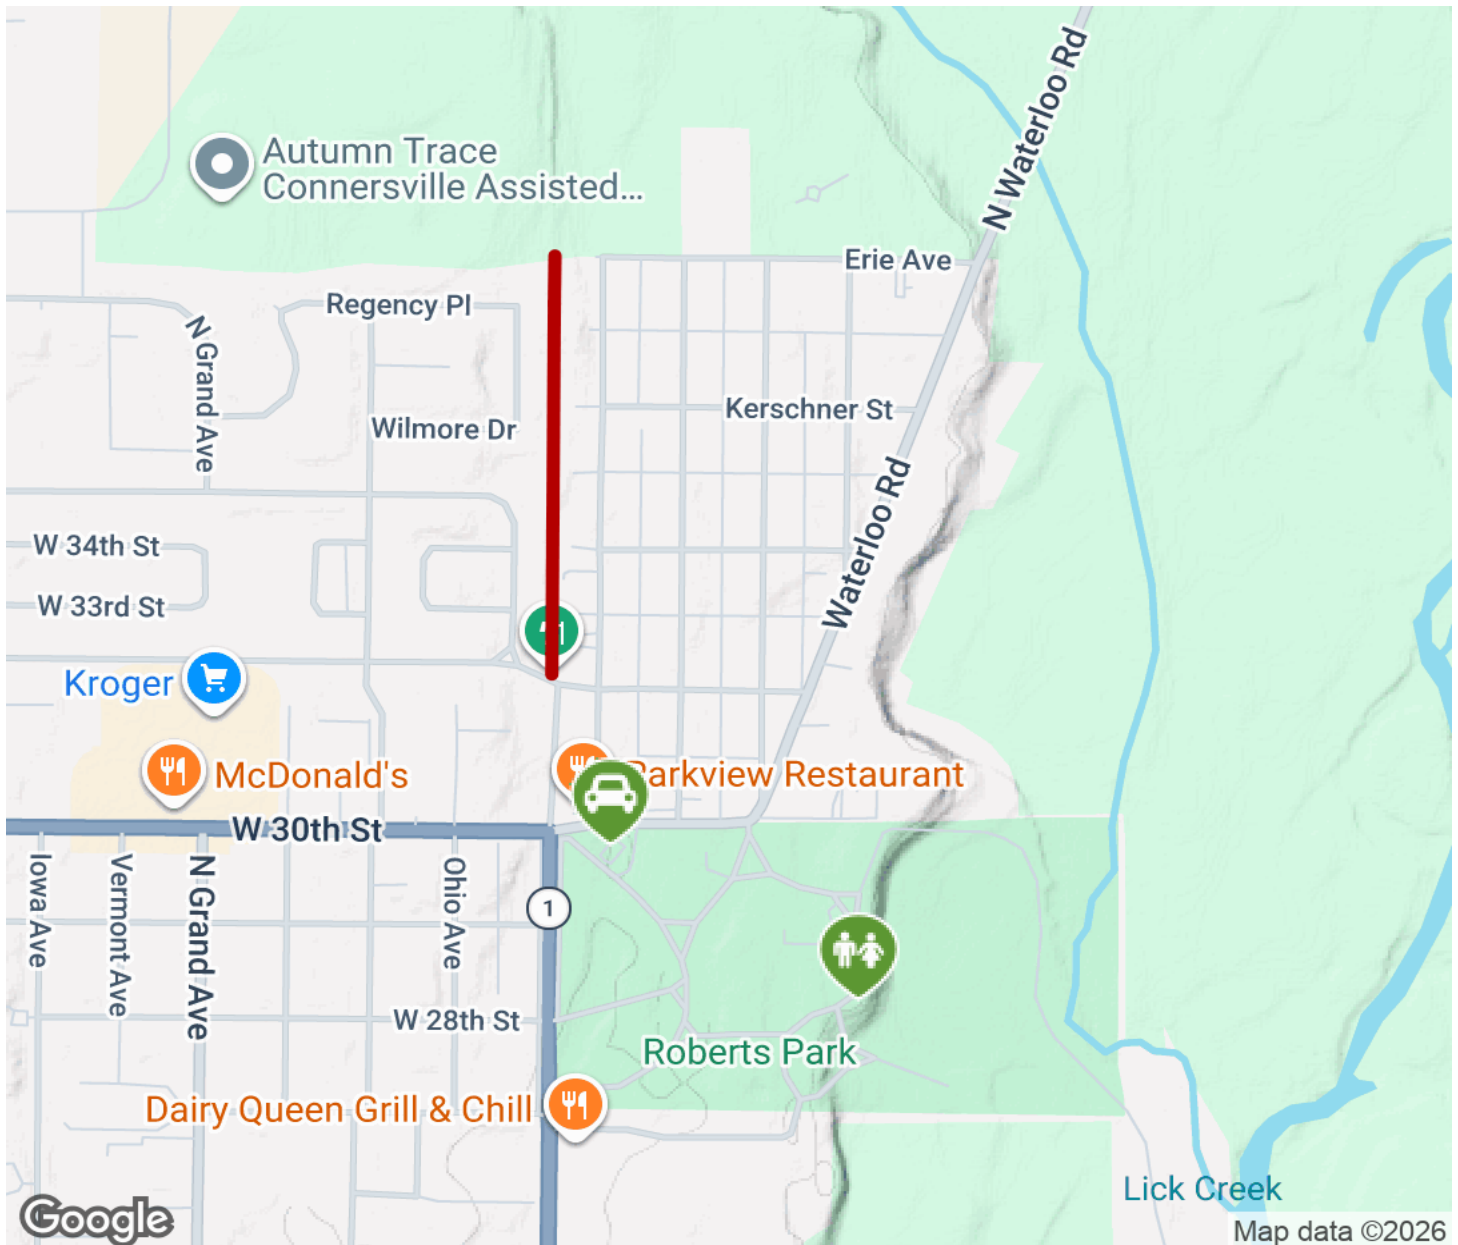 N Waterloo Rd
Autumn Trace
Connersville Assisted...
Erie Ave
Regency Pl
N Grand Ave
Kerschner St
Wilmore Dr
Waterloo Rd
W 34th St
W 33rd St
Kroger
McDonald's
Parkview Restaurant
W 30th St
Iowa Ave
Vermont Ave
N Grand Ave
Ohio Ave
1
W 28th St
Roberts Park
Dairy Queen Grill & Chill
Lick Creek
Google
Map data ©2026